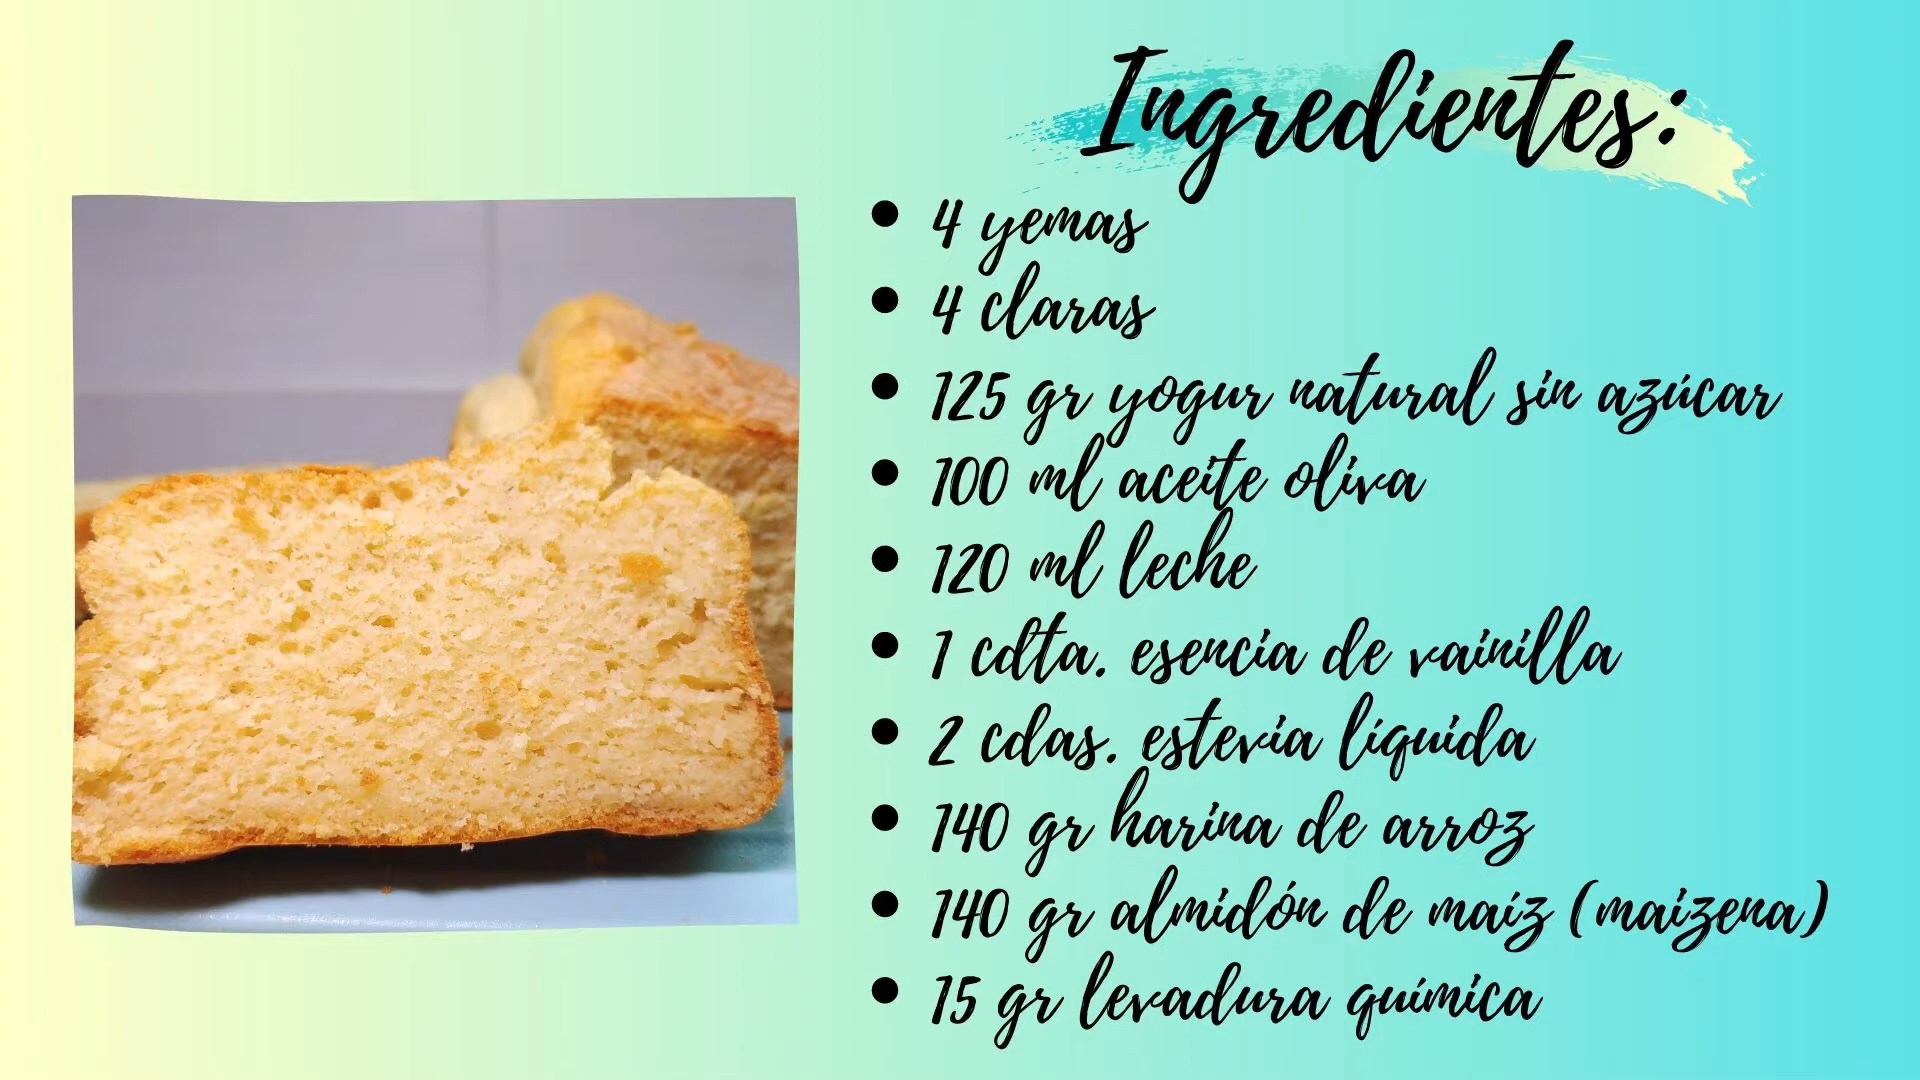 Ingredientes:
• 4 yemas
• 4 claras
• 125 gr yogur natural sin azúcar
• 100 ml aceite oliva
• 120 ml leche
• 1 cdta. esencia de vainilla
• 2 cdas. estevia líquida
• 140 gr harina de arroz
• 140 gr almidón de maíz (maizena)
• 15 gr levadura química